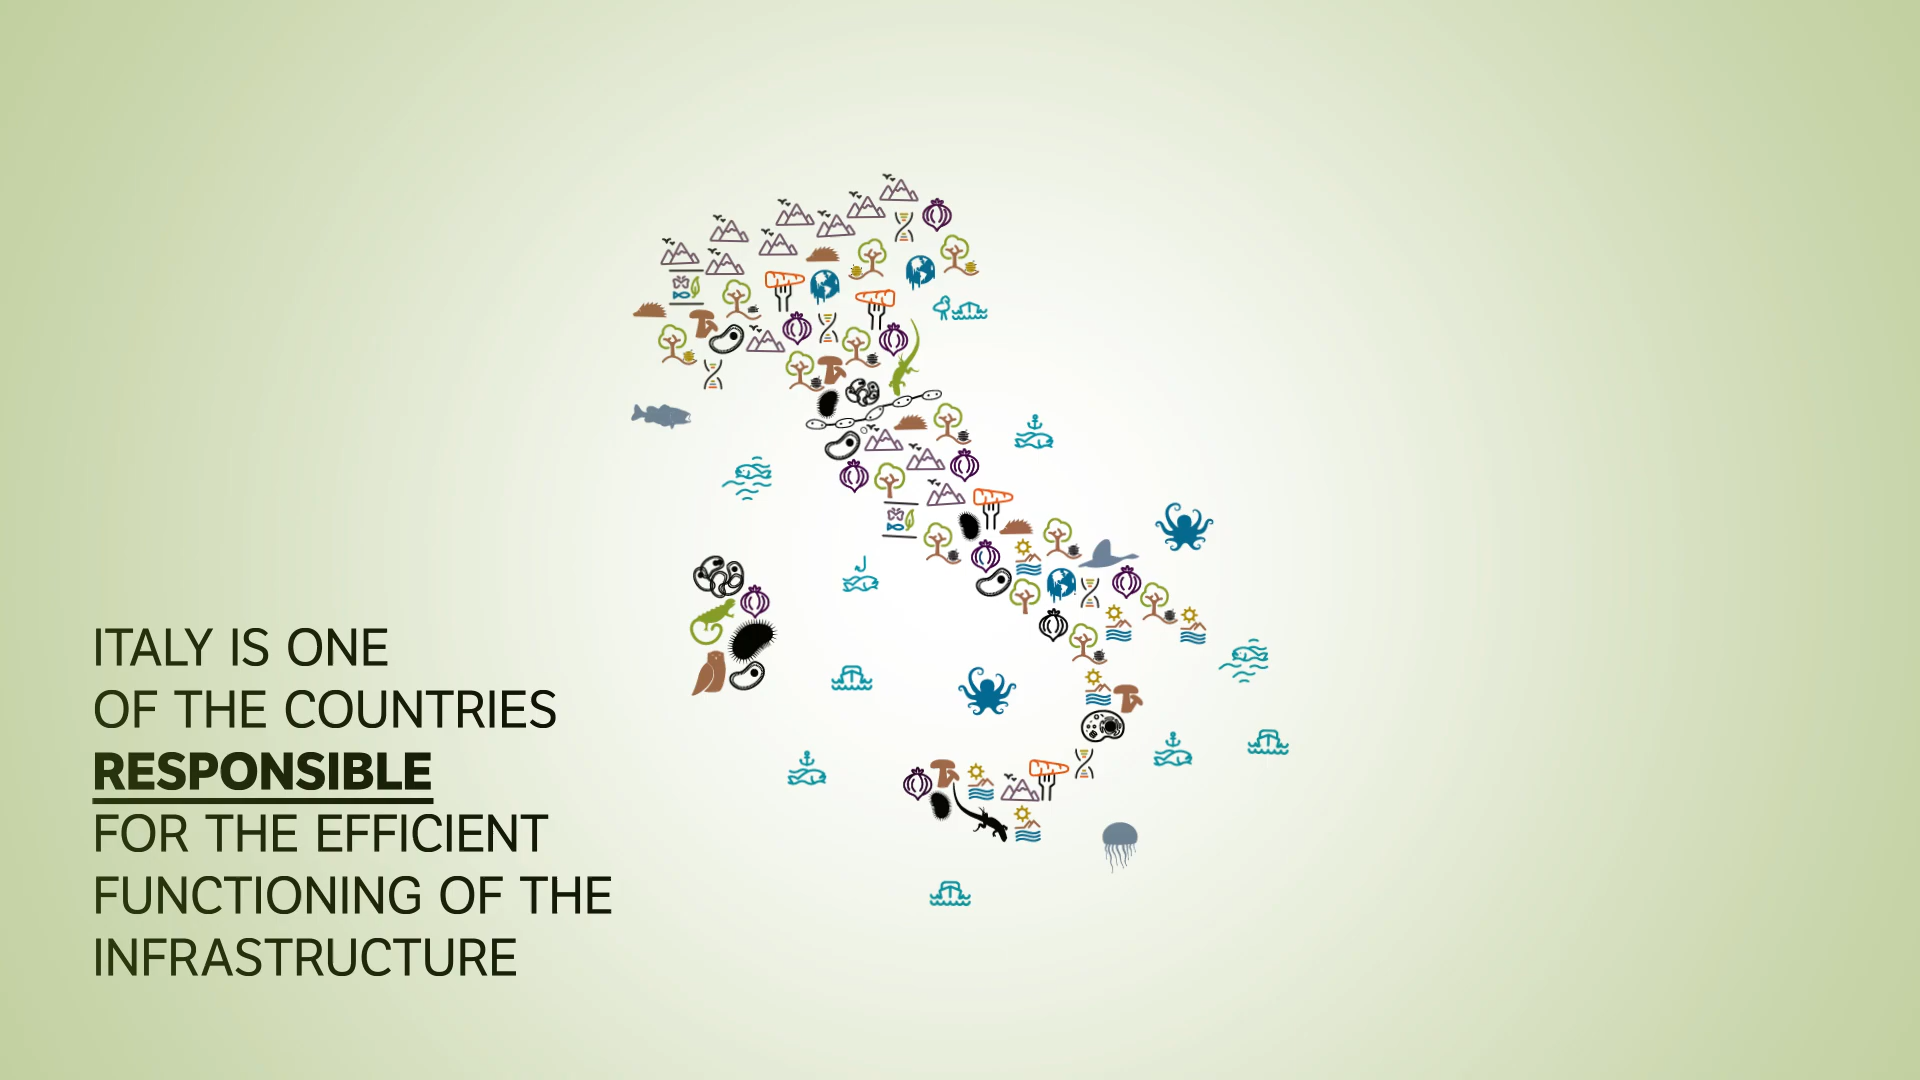 ITALY IS ONE
OF THE COUNTRIES
RESPONSIBLE
FOR THE EFFICIENT
FUNCTIONING OF THE
INFRASTRUCTURE